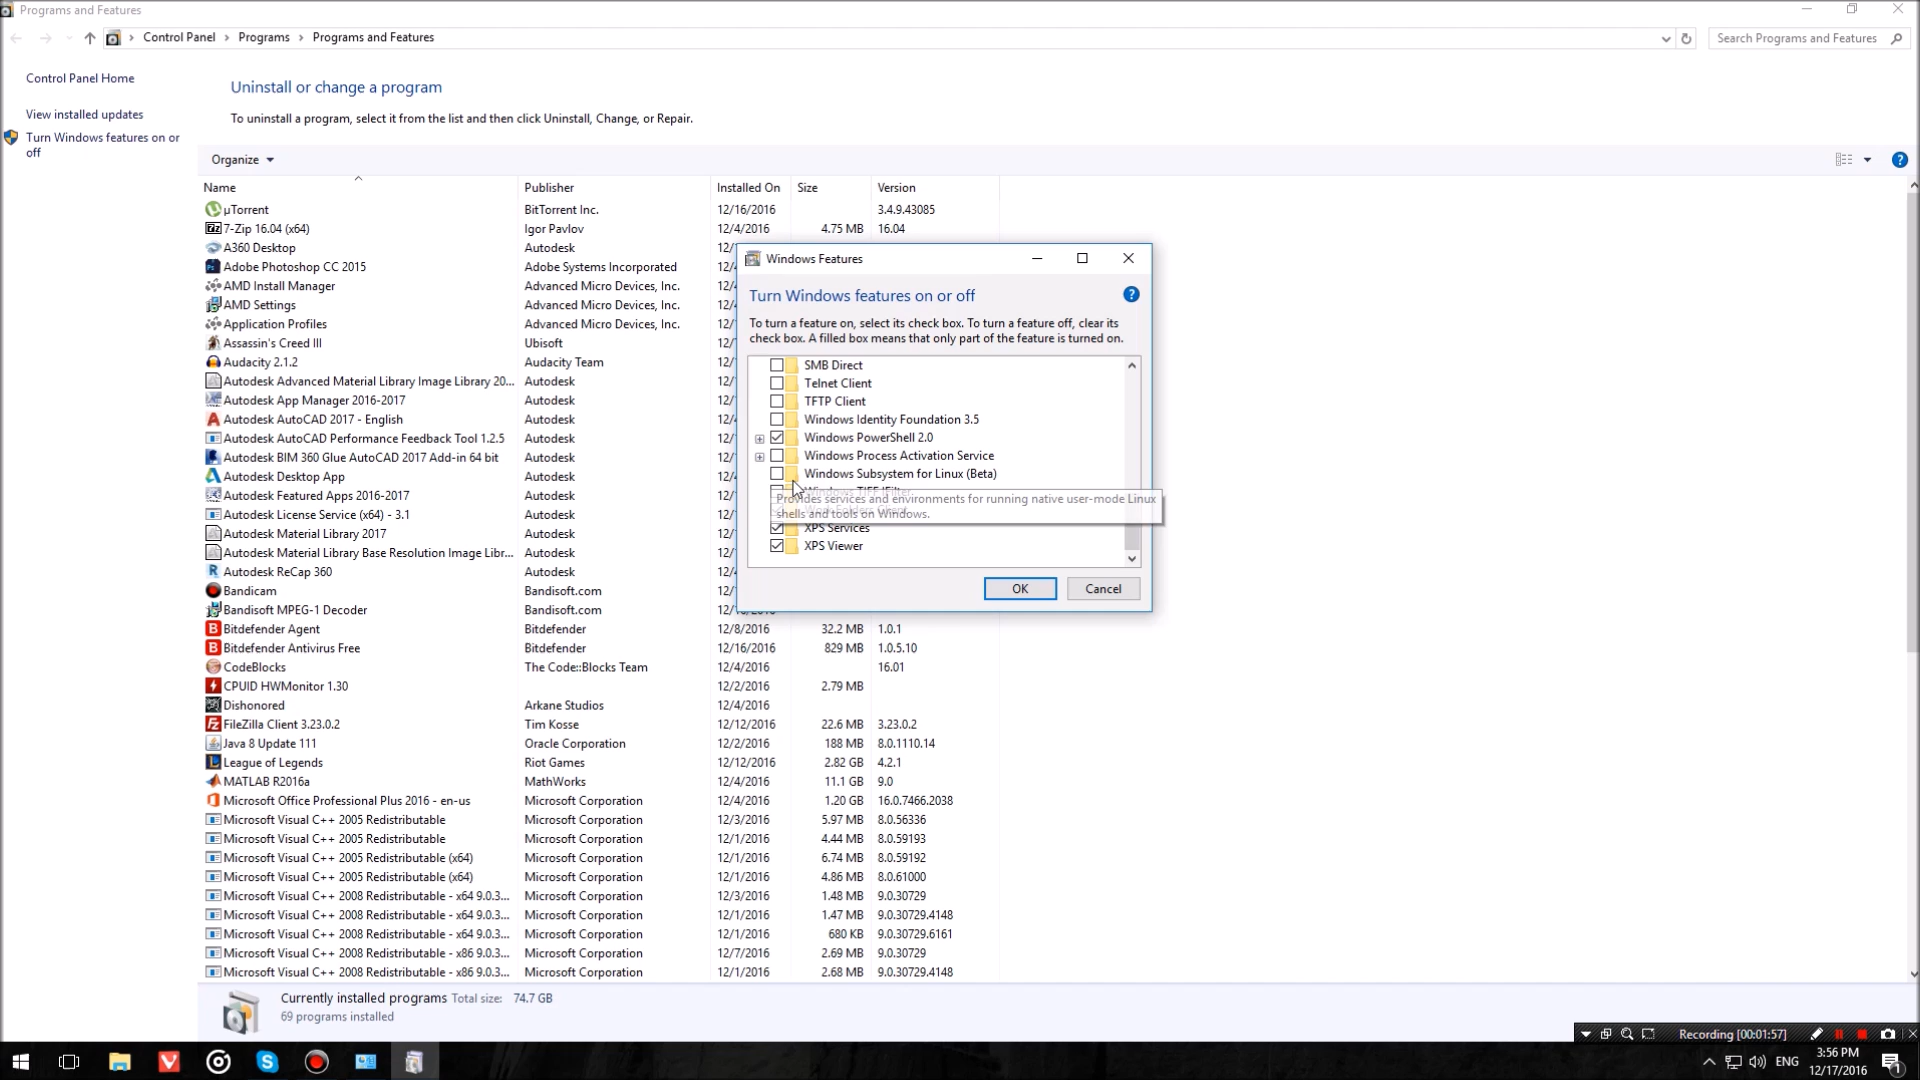 Programs and Features
Control Panel > Programs > Programs and Features
Search Programs and Features
Control Panel Home
View installed updates
Turn Windows features on or
off
Uninstall or change a program
To uninstall a program, select it from the list and then click Uninstall, Change, or Repair.
Organize
Name Publisher Installed On Size Version
µTorrent BitTorrent Inc. 12/16/2016 3.4.9.43085
7-Zip 16.04 (x64) Igor Pavlov 12/4/2016 4.75 MB 16.04
A360 Desktop Autodesk 12/
Adobe Photoshop CC 2015 Adobe Systems Incorporated 12/
AMD Install Manager Advanced Micro Devices, Inc. 12/
AMD Settings Advanced Micro Devices, Inc. 12/
Application Profiles Advanced Micro Devices, Inc. 12/
Assassin's Creed III Ubisoft 12/
Audacity 2.1.2 Audacity Team 12/
Autodesk Advanced Material Library Image Library 20... Autodesk 12/
Autodesk App Manager 2016-2017 Autodesk 12/
Autodesk AutoCAD 2017 - English Autodesk 12/
Autodesk AutoCAD Performance Feedback Tool 1.2.5 Autodesk 12/
Autodesk BIM 360 Glue AutoCAD 2017 Add-in 64 bit Autodesk 12/
Autodesk Desktop App Autodesk 12/
Autodesk Featured Apps 2016-2017 Autodesk 12/
Autodesk License Service (x64) - 3.1 Autodesk 12/
Autodesk Material Library 2017 Autodesk 12/
Autodesk Material Library Base Resolution Image Libr... Autodesk 12/
Autodesk ReCap 360 Autodesk 12/
Bandicam Bandisoft.com 12/
Bandisoft MPEG-1 Decoder Bandisoft.com
Bitdefender Agent Bitdefender 12/8/2016 32.2 MB 1.0.1
Bitdefender Antivirus Free Bitdefender 12/16/2016 829 MB 1.0.5.10
CodeBlocks The Code::Blocks Team 12/4/2016 16.01
CPUID HWMonitor 1.30 12/2/2016 2.79 MB
Dishonored Arkane Studios 12/4/2016
FileZilla Client 3.23.0.2 Tim Kosse 12/12/2016 22.6 MB 3.23.0.2
Java 8 Update 111 Oracle Corporation 12/2/2016 188 MB 8.0.1110.14
League of Legends Riot Games 12/12/2016 2.82 GB 4.2.1
MATLAB R2016a MathWorks 12/4/2016 11.1 GB 9.0
Microsoft Office Professional Plus 2016 - en-us Microsoft Corporation 12/4/2016 1.20 GB 16.0.7466.2038
Microsoft Visual C++ 2005 Redistributable Microsoft Corporation 12/3/2016 5.97 MB 8.0.56336
Microsoft Visual C++ 2005 Redistributable Microsoft Corporation 12/1/2016 4.44 MB 8.0.59193
Microsoft Visual C++ 2005 Redistributable (x64) Microsoft Corporation 12/1/2016 6.74 MB 8.0.59192
Microsoft Visual C++ 2005 Redistributable (x64) Microsoft Corporation 12/1/2016 4.86 MB 8.0.61000
Microsoft Visual C++ 2008 Redistributable - x64 9.0.3... Microsoft Corporation 12/3/2016 1.48 MB 9.0.30729
Microsoft Visual C++ 2008 Redistributable - x64 9.0.3... Microsoft Corporation 12/1/2016 1.47 MB 9.0.30729.4148
Microsoft Visual C++ 2008 Redistributable - x64 9.0.3... Microsoft Corporation 12/1/2016 680 KB 9.0.30729.6161
Microsoft Visual C++ 2008 Redistributable - x86 9.0.3... Microsoft Corporation 12/7/2016 2.69 MB 9.0.30729
Microsoft Visual C++ 2008 Redistributable - x86 9.0.3... Microsoft Corporation 12/1/2016 2.68 MB 9.0.30729.4148
Currently installed programs Total size: 74.7 GB
69 programs installed
Windows Features
Turn Windows features on or off
To turn a feature on, select its check box. To turn a feature off, clear its
check box. A filled box means that only part of the feature is turned on.
SMB Direct
Telnet Client
TFTP Client
Windows Identity Foundation 3.5
Windows PowerShell 2.0
Windows Process Activation Service
Windows Subsystem for Linux (Beta)
Windows TIFF IFilter
Provides services and environments for running native user-mode Linux
Work Folders Client
shells and tools on Windows.
XPS Services
XPS Viewer
OK Cancel
Recording [00:01:57]
ENG
3:56 PM
12/17/2016
1